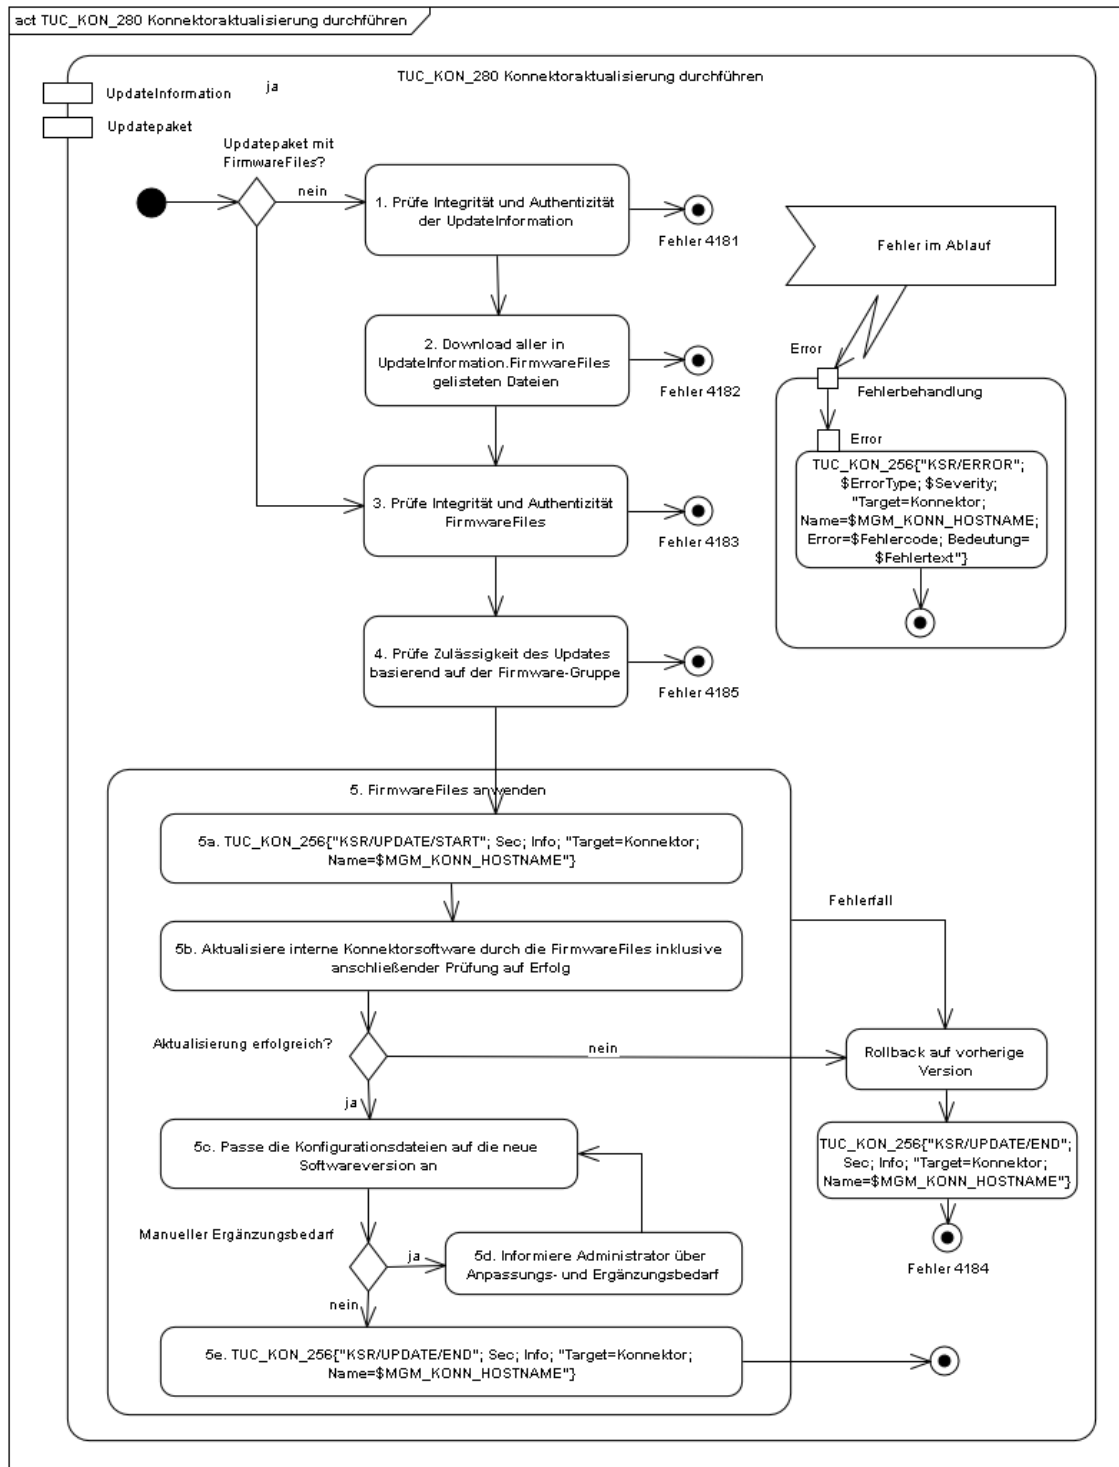 act TUC_KON_280 Konnektoraktualisierung durchführen
TUC_KON_280 Konnektoraktualisierung durchführen
UpdateInformation
ja
Updatepaket
Updatepaket mit
FirmwareFiles?
nein
1. Prüfe Integrität und Authentizität
der UpdateInformation
Fehler 4181
Fehler im Ablauf
2. Download aller in
UpdateInformation.FirmwareFiles
gelisteten Dateien
Fehler 4182
Error
Fehlerbehandlung
Error
TUC_KON_256{"KSR/ERROR";
$ErrorType; $Severity;
"Target=Konnektor;
Name=$MGM_KONN_HOSTNAME;
Error=$Fehlercode; Bedeutung=
$Fehlertext"}
3. Prüfe Integrität und Authentizität
FirmwareFiles
Fehler 4183
4. Prüfe Zulässigkeit des Updates
basierend auf der Firmware-Gruppe
Fehler 4185
5. FirmwareFiles anwenden
5a. TUC_KON_256{"KSR/UPDATE/START"; Sec; Info; "Target=Konnektor;
Name=$MGM_KONN_HOSTNAME"}
Fehlerfall
5b. Aktualisiere interne Konnektorsoftware durch die FirmwareFiles inklusive
anschließender Prüfung auf Erfolg
Aktualisierung erfolgreich?
nein
Rollback auf vorherige
Version
ja
5c. Passe die Konfigurationsdateien auf die neue
Softwareversion an
TUC_KON_256{"KSR/UPDATE/END";
Sec; Info; "Target=Konnektor;
Name=$MGM_KONN_HOSTNAME"}
Manueller Ergänzungsbedarf
ja
5d. Informiere Administrator über
Anpassungs- und Ergänzungsbedarf
Fehler 4184
nein
5e. TUC_KON_256{"KSR/UPDATE/END"; Sec; Info; "Target=Konnektor;
Name=$MGM_KONN_HOSTNAME"}